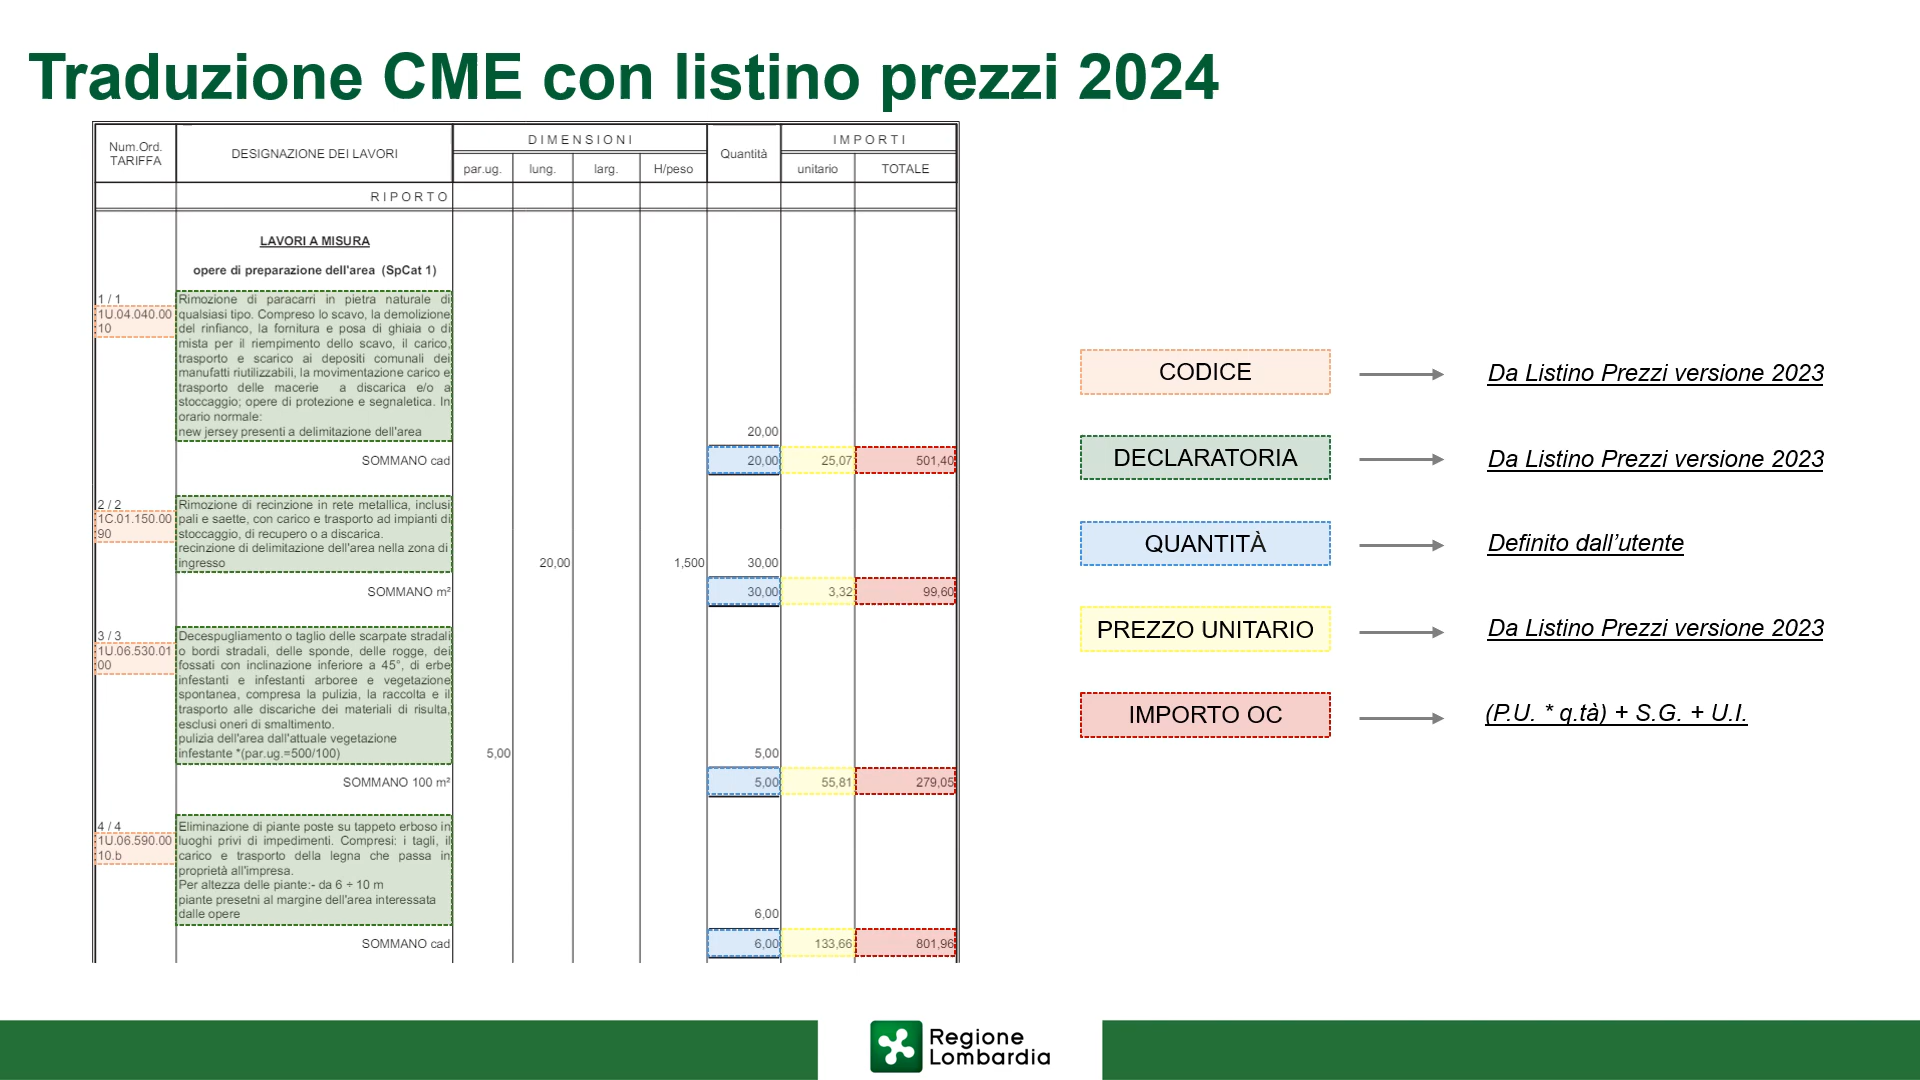 Traduzione CME con listino prezzi 2024
Num.Ord.
TARIFFA
DESIGNAZIONE DEI LAVORI
DIMENSIONI
par.ug.
lung.
larg.
H/peso
Quantità
IMPORTI
unitario
TOTALE
RIPORTO
LAVORI A MISURA
opere di preparazione dell'area (SpCat 1)
1 / 1
1U.04.040.00
10
Rimozione di paracarri in pietra naturale di
qualsiasi tipo. Compreso lo scavo, la demolizione
del rinfianco, la fornitura e posa di ghiaia o di
mista per il riempimento dello scavo, il carico,
trasporto e scarico ai depositi comunali dei
manufatti riutilizzabili, la movimentazione carico e
trasporto delle macerie a discarica e/o a
stoccaggio; opere di protezione e segnaletica. In
orario normale:
new jersey presenti a delimitazione dell'area
20,00
SOMMANO cad
20,00
25,07
501,40
2 / 2
1C.01.150.00
90
Rimozione di recinzione in rete metallica, inclusi
pali e saette, con carico e trasporto ad impianti di
stoccaggio, di recupero o a discarica.
recinzione di delimitazione dell'area nella zona di
ingresso
20,00
1,500
30,00
SOMMANO m²
30,00
3,32
99,60
3 / 3
1U.06.530.01
00
Decespugliamento o taglio delle scarpate stradali
o bordi stradali, delle sponde, delle rogge, dei
fossati con inclinazione inferiore a 45°, di erbe
infestanti e infestanti arboree e vegetazione
spontanea, compresa la pulizia, la raccolta e il
trasporto alle discariche dei materiali di risulta,
esclusi oneri di smaltimento.
pulizia dell'area dall'attuale vegetazione
infestante *(par.ug.=500/100)
5,00
5,00
SOMMANO 100 m²
5,00
55,81
279,05
4 / 4
1U.06.590.00
10.b
Eliminazione di piante poste su tappeto erboso in
luoghi privi di impedimenti. Compresi: i tagli, il
carico e trasporto della legna che passa in
proprietà all'impresa.
Per altezza delle piante:- da 6 ÷ 10 m
piante presetni al margine dell'area interessata
dalle opere
6,00
SOMMANO cad
6,00
133,66
801,96
CODICE
Da Listino Prezzi versione 2023
DECLARATORIA
Da Listino Prezzi versione 2023
QUANTITÀ
Definito dall’utente
PREZZO UNITARIO
Da Listino Prezzi versione 2023
IMPORTO OC
(P.U. * q.tà) + S.G. + U.I.
Regione
Lombardia